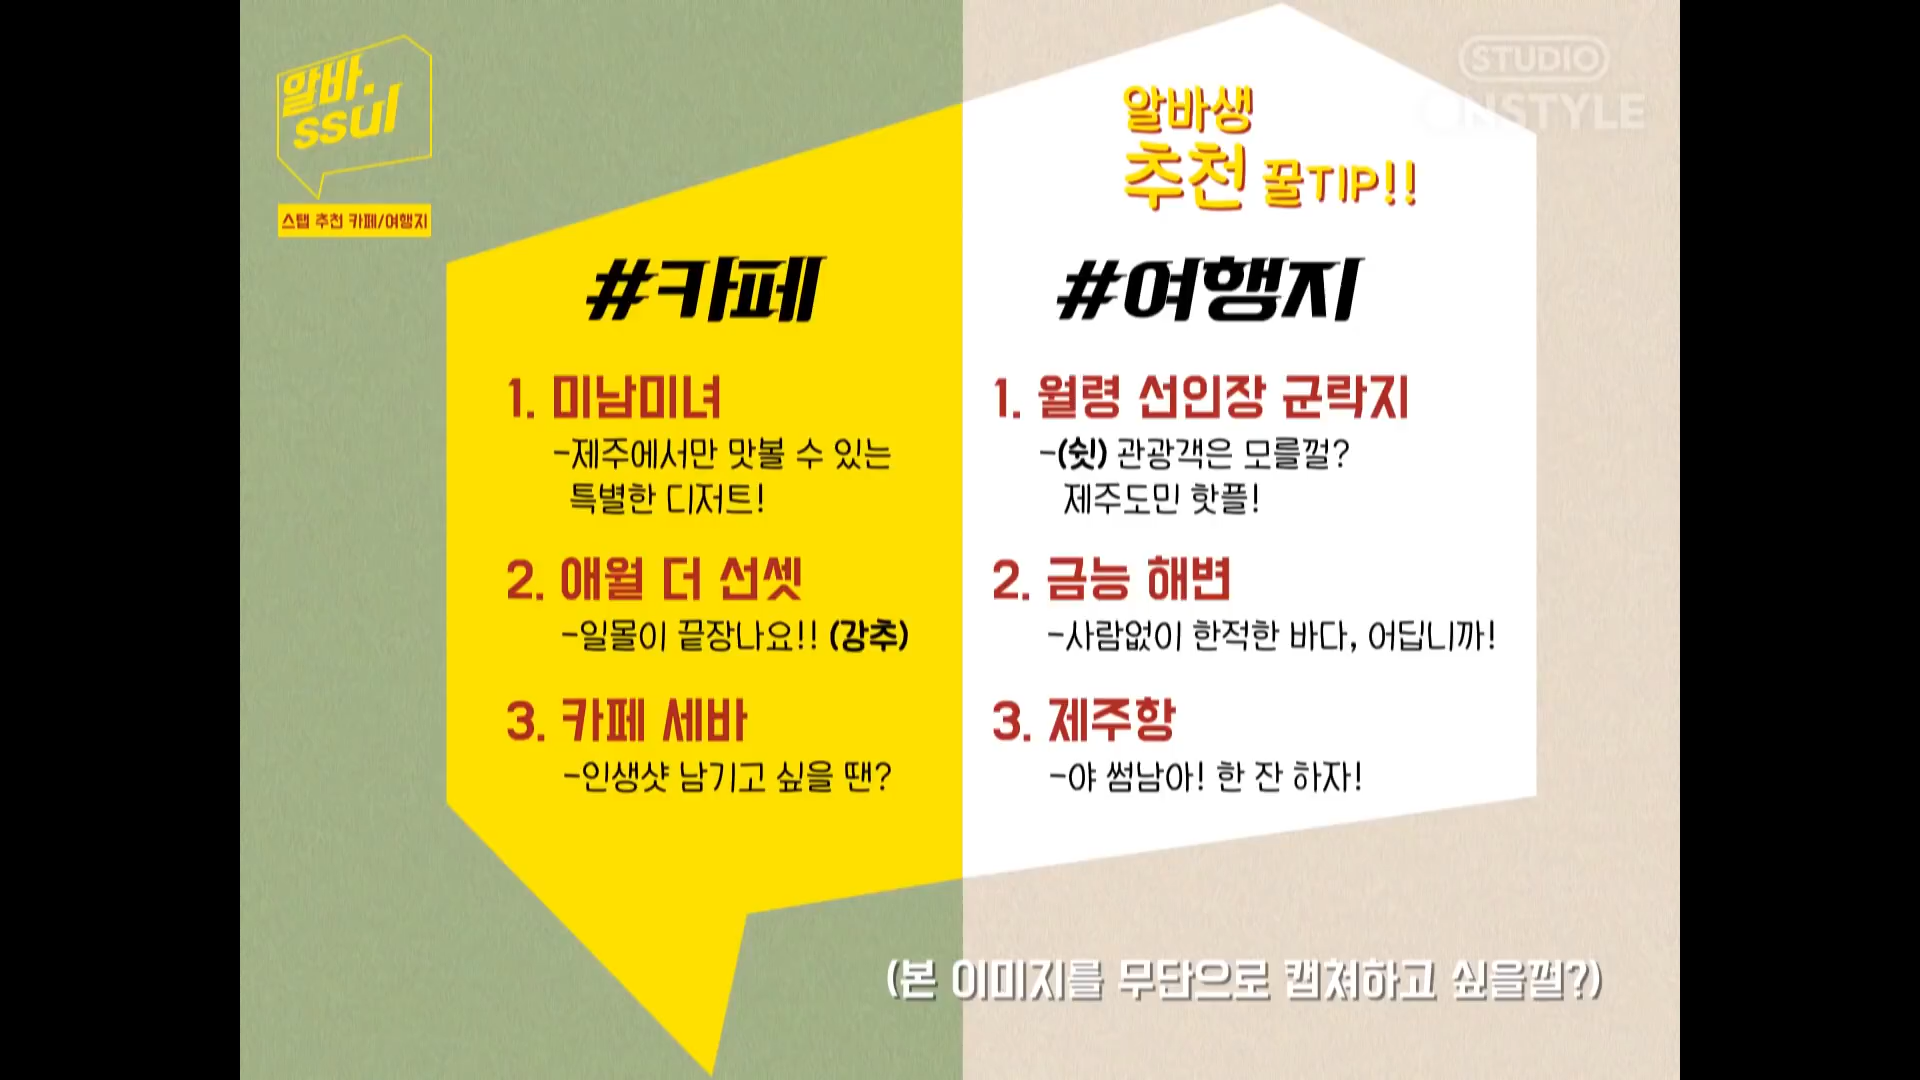 알바.
ssul
스탭 추천 카페/여행지
STUDIO
ONSTYLE
알바생
추천 꿀TIP!!
#카페
1. 미남미녀
-제주에서만 맛볼 수 있는
특별한 디저트!
2. 애월 더 선셋
-일몰이 끝장나요!! (강추)
3. 카페 세바
-인생샷 남기고 싶을 땐?
#여행지
1. 월령 선인장 군락지
-(쉿) 관광객은 모를껄?
제주도민 핫플!
2. 금능 해변
-사람없이 한적한 바다, 어딥니까!
3. 제주항
-야 썸남아! 한 잔 하자!
(본 이미지를 무단으로 캡쳐하고 싶을껄?)